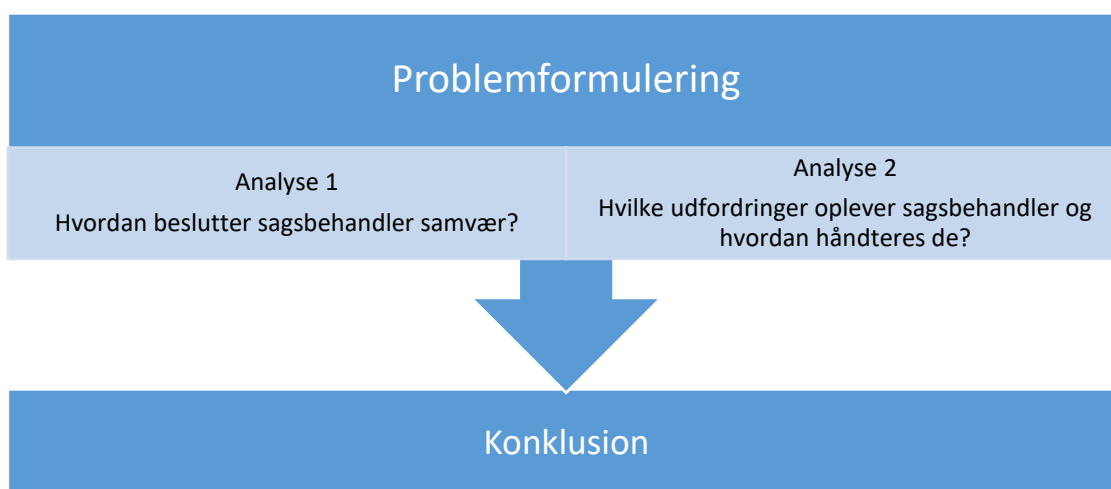 Problemformulering
Analyse 1
Hvordan beslutter sagsbehandler samvær?
Analyse 2
Hvilke udfordringer oplever sagsbehandler og
hvordan håndteres de?
Konklusion